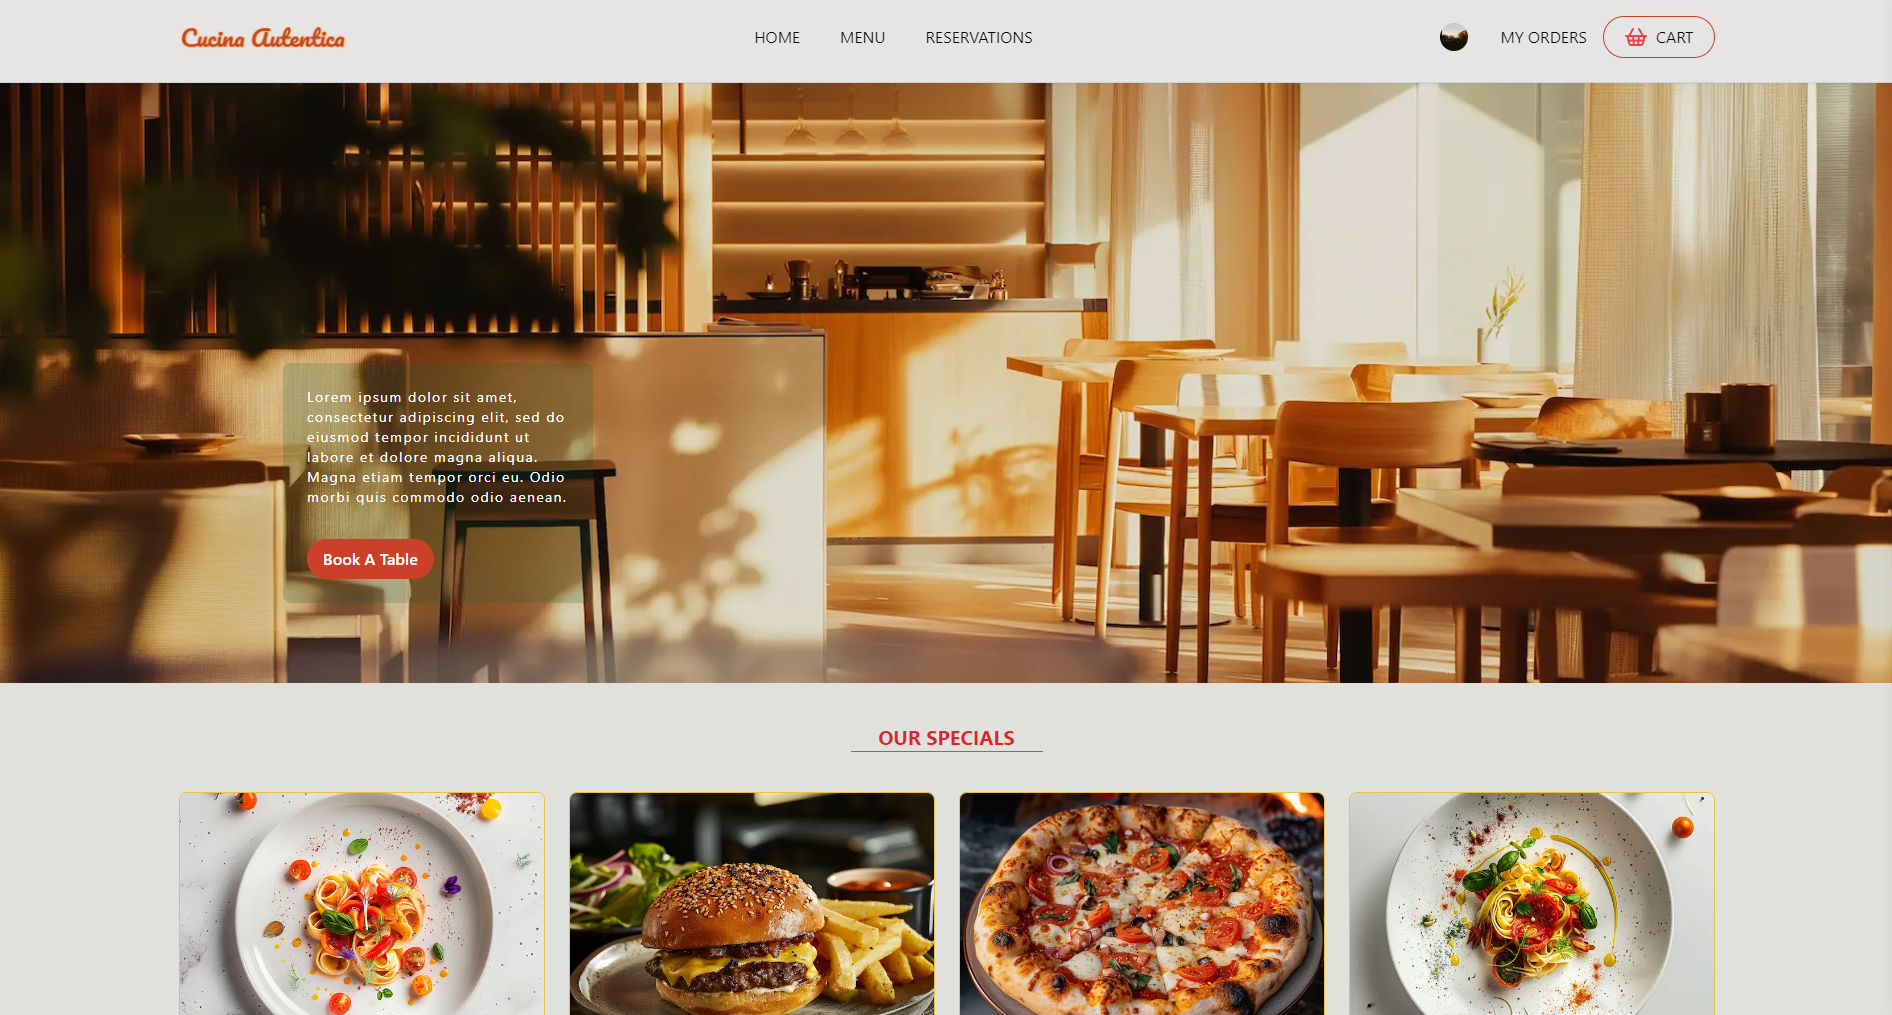 Cucina Autentica
HOME MENU RESERVATIONS
MY ORDERS CART
Lorem ipsum dolor sit amet,
consectetur adipiscing elit, sed do
eiusmod tempor incididunt ut
labore et dolore magna aliqua.
Magna etiam tempor orci eu. Odio
morbi quis commodo odio aenean.
Book A Table
OUR SPECIALS